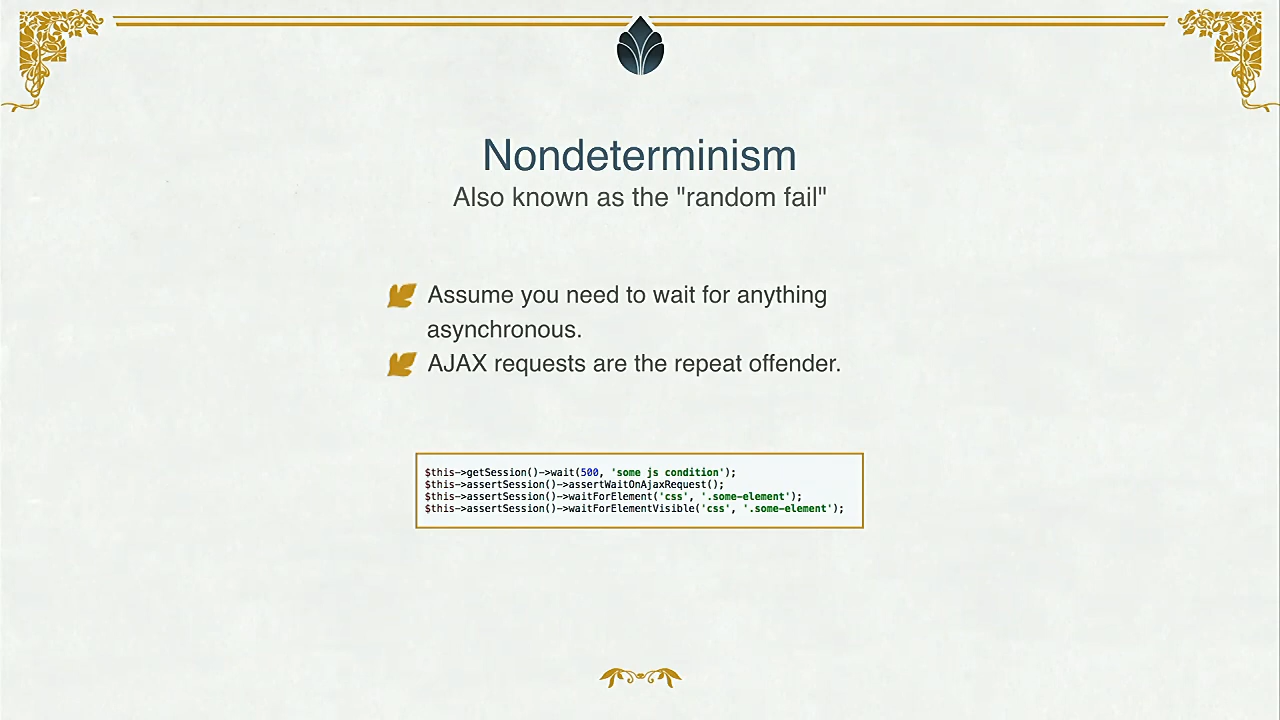 Nondeterminism
Also known as the "random fail"
Assume you need to wait for anything
asynchronous.
AJAX requests are the repeat offender.
$this->getSession()->wait(500, 'some js condition');
$this->assertSession()->assertWaitOnAjaxRequest();
$this->assertSession()->waitForElement('css', '.some-element');
$this->assertSession()->waitForElementVisible('css', '.some-element');